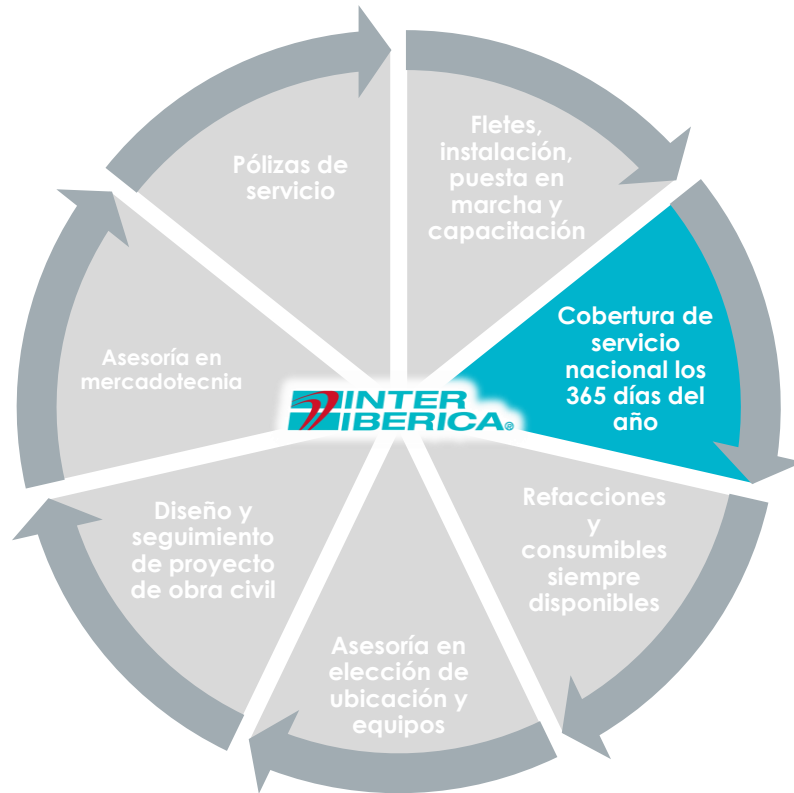 Fletes,
instalación,
puesta en
marcha y
capacitación
Cobertura de
servicio
nacional los
365 días del
año
Refacciones
y
consumibles
siempre
disponibles
Asesoría en
elección de
ubicación y
equipos
Diseño y
seguimiento
de proyecto
de obra civil
Asesoría en
mercadotecnia
Pólizas de
servicio
INTER
IBERICA®